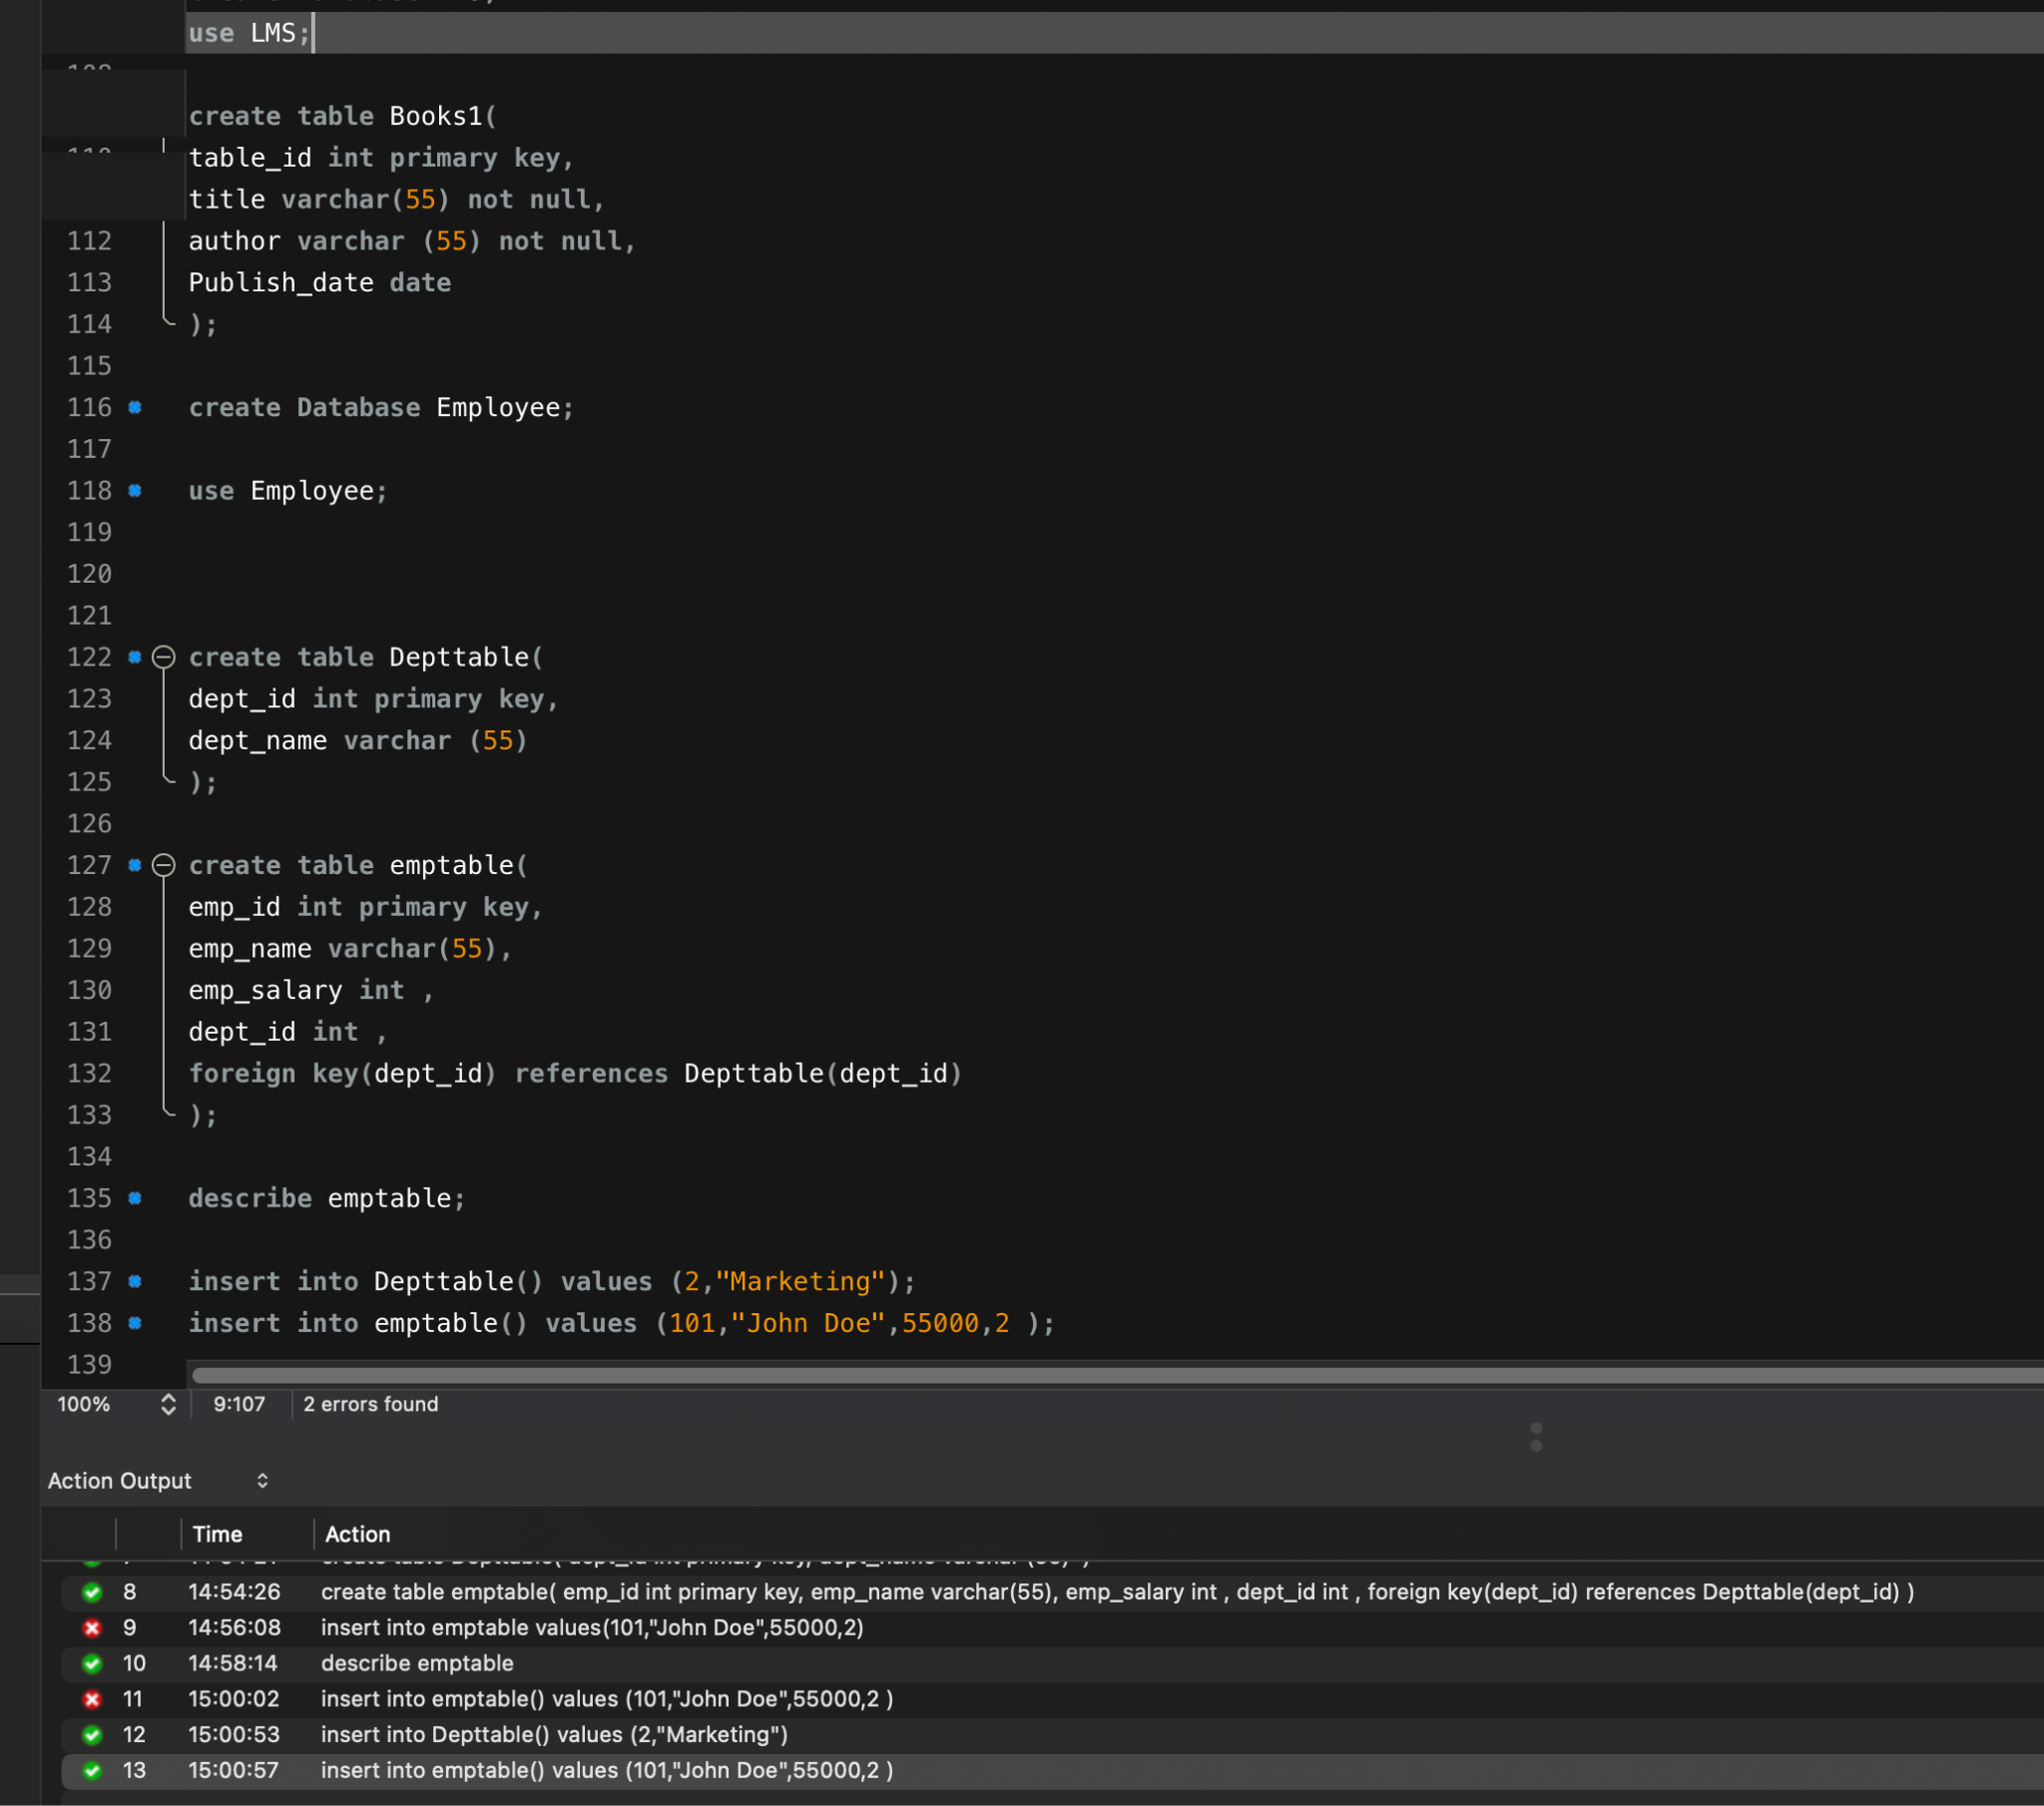 use LMS;
create table Books1(
table_id int primary key,
title varchar(55) not null,
112 author varchar (55) not null,
113 Publish_date date
114 );
115
116 create Database Employee;
117
118 use Employee;
119
120
121
122 create table Depttable(
123 dept_id int primary key,
124 dept_name varchar (55)
125 );
126
127 create table emptable(
128 emp_id int primary key,
129 emp_name varchar(55),
130 emp_salary int ,
131 dept_id int ,
132 foreign key(dept_id) references Depttable(dept_id)
133 );
134
135 describe emptable;
136
137 insert into Depttable() values (2,"Marketing");
138 insert into emptable() values (101,"John Doe",55000,2 );
139
100% 9:107 2 errors found
Action Output
Time Action
8 14:54:26 create table emptable( emp_id int primary key, emp_name varchar(55), emp_salary int , dept_id int , foreign key(dept_id) references Depttable(dept_id) )
9 14:56:08 insert into emptable values(101,"John Doe",55000,2)
10 14:58:14 describe emptable
11 15:00:02 insert into emptable() values (101,"John Doe",55000,2 )
12 15:00:53 insert into Depttable() values (2,"Marketing")
13 15:00:57 insert into emptable() values (101,"John Doe",55000,2 )